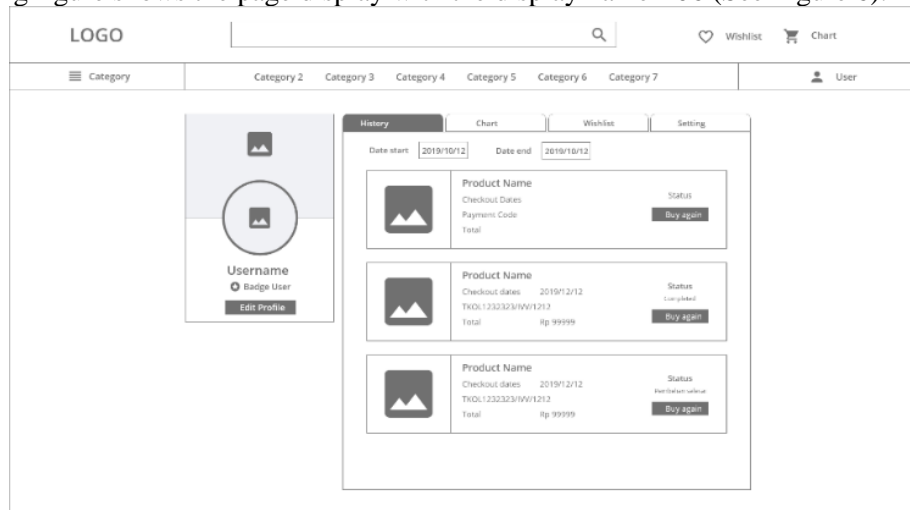 LOGO
Wishlist Chart
Category Category 2 Category 3 Category 4 Category 5 Category 6 Category 7 User
History Chart Wishlist Setting
Date start 2019/10/12 Date end 2019/10/12
Username
Badge User
Edit Profile
Product Name
Checkout Dates
Payment Code
Total
Status
Buy again
Product Name
Checkout dates 2019/12/12
TKOL1232323/IVV/1212
Total Rp 99999
Status
Completed
Buy again
Product Name
Checkout dates 2019/12/12
TKOL1232323/IVV/1212
Total Rp 99999
Status
Buy again